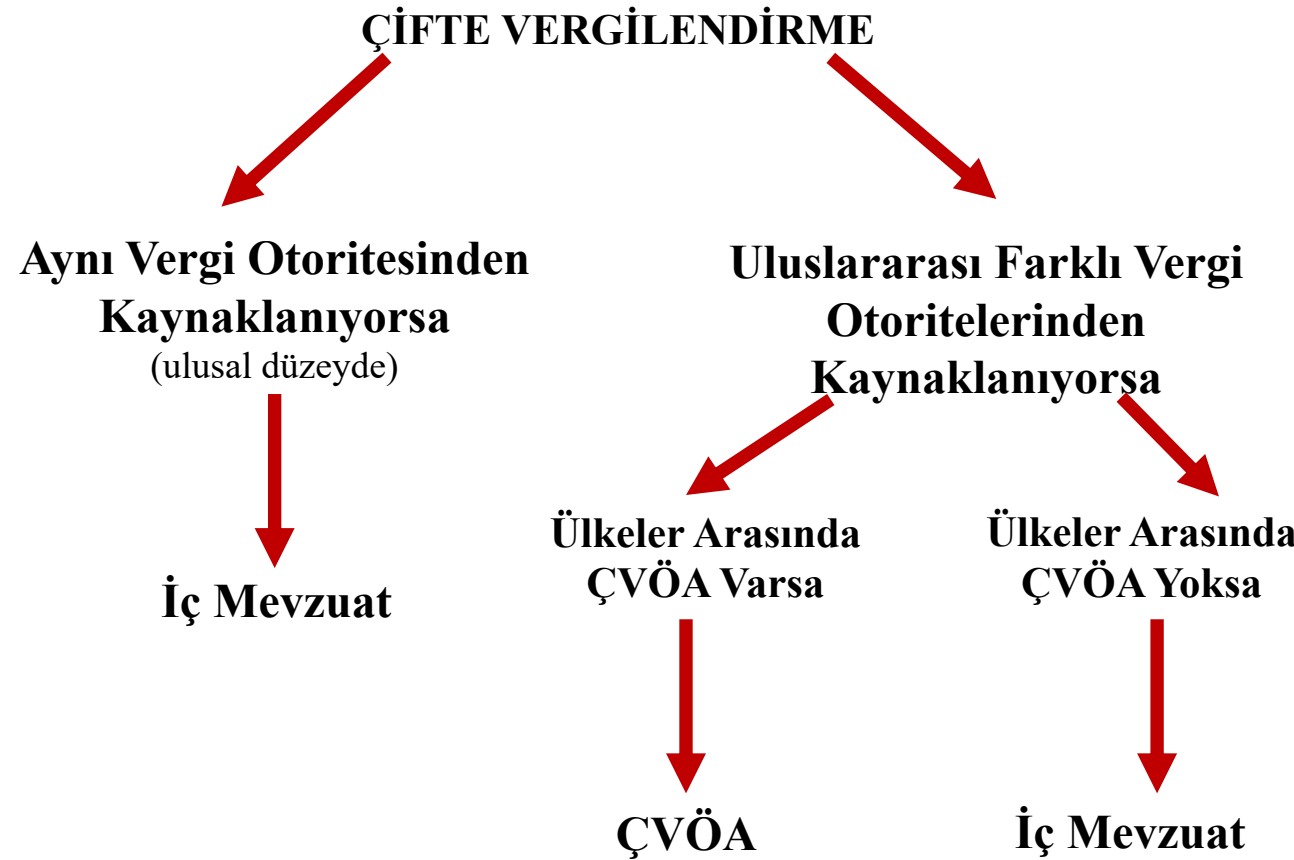 ÇİFTE VERGİLENDİRME
Aynı Vergi Otoritesinden
Kaynaklanıyorsa
(ulusal düzeyde)
İç Mevzuat
Uluslararası Farklı Vergi
Otoritelerinden
Kaynaklanıyorsa
Ülkeler Arasında
ÇVÖA Varsa
ÇVÖA
Ülkeler Arasında
ÇVÖA Yoksa
İç Mevzuat